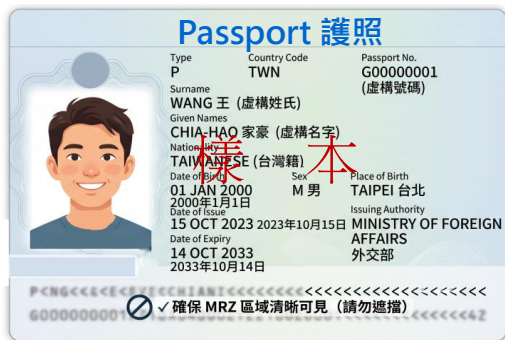 Passport 護照
Type Country Code Passport No.
P TWN G00000001
(虛構號碼)
Surname
WANG 王 (虛構姓氏)
Given Names
CHIA-HAO 家豪 (虛構名字)
Nationality
TAIWANESE (台灣籍)
樣本
Date of Birth Sex Place of Birth
01 JAN 2000 M 男 TAIPEI 台北
2000年1月1日
Date of Issue Issuing Authority
15 OCT 2023 2023年10月15日 MINISTRY OF FOREIGN
Date of Expiry AFFAIRS
14 OCT 2033 外交部
2033年10月14日
<<<<<<<<<<<<<<<<<<<
✓確保 MRZ 區域清晰可見（請勿遮擋）